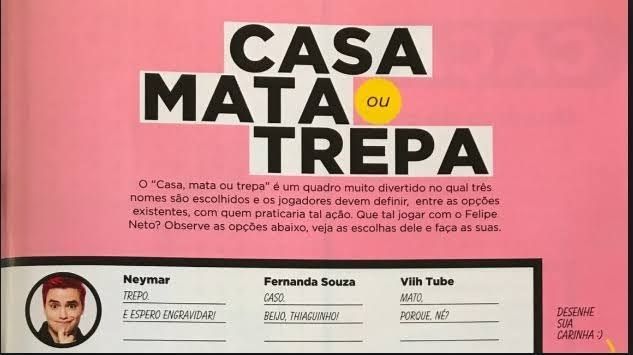 CASA
MATA ou
TREPA
O "Casa, mata ou trepa" é um quadro muito divertido no qual três
nomes são escolhidos e os jogadores devem definir, entre as opções
existentes, com quem praticaria tal ação. Que tal jogar com o Felipe
Neto? Observe as opções abaixo, veja as escolhas dele e faça as suas.
Neymar
TREPO.
E ESPERO ENGRAVIDAR!
Fernanda Souza
CASO.
BEIJO, THIAGUINHO!
Viih Tube
MATO,
PORQUE, NÉ?
DESENHE
SUA
CARINHA :)